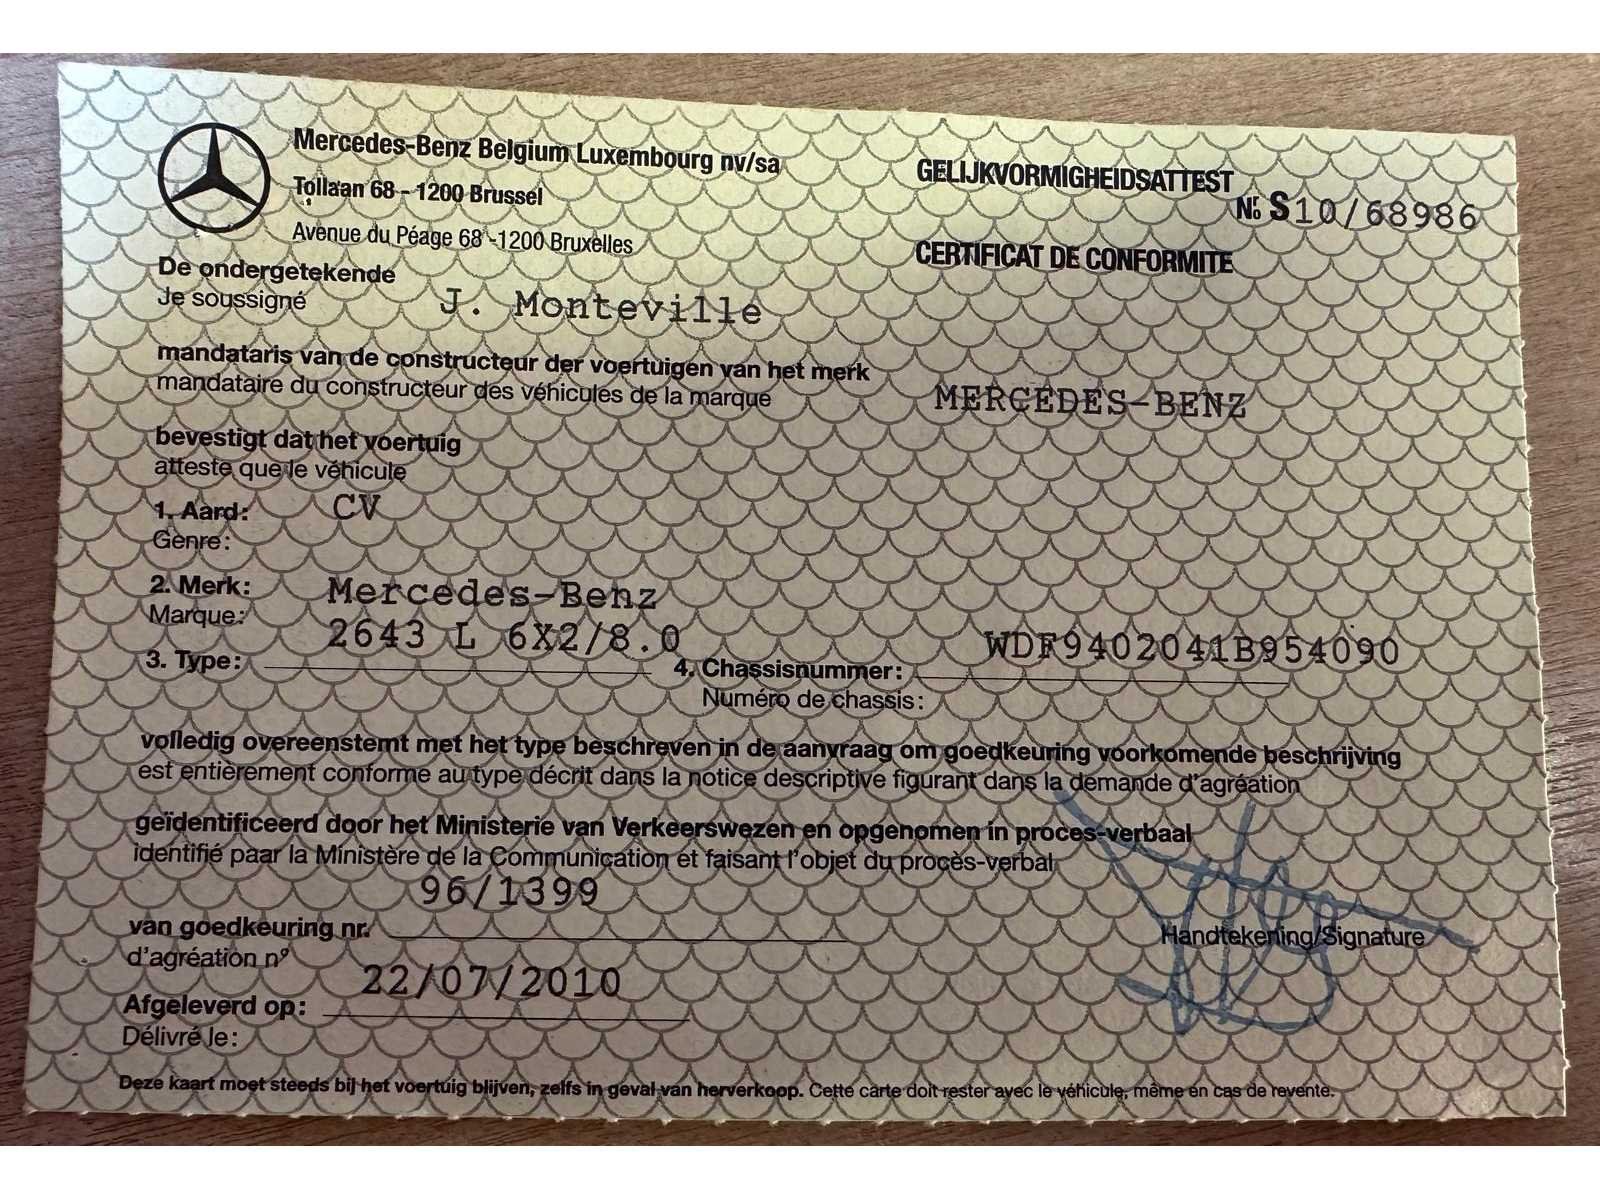 Mercedes-Benz Belgium Luxembourg nv/sa
Tollaan 68 - 1200 Brussel
Avenue du Péage 68 -1200 Bruxelles
GELIJKVORMIGHEIDSATTEST
Nr/o S10/68986
CERTIFICAT DE CONFORMITE
De ondergetekende
Je soussigné
J. Monteville
mandataris van de constructeur der voertuigen van het merk
mandataire du constructeur des véhicules de la marque
MERCEDES-BENZ
bevestigt dat het voertuig
atteste que le véhicule
1. Aard: CV
Genre:
2. Merk: Mercedes-Benz
Marque:
2643 L 6X2/8.0
3. Type:
4. Chassisnummer: WDF9402041B954090
Numéro de chassis:
volledig overeenstemt met het type beschreven in de aanvraag om goedkeuring voorkomende beschrijving
est entièrement conforme au type décrit dans la notice descriptive figurant dans la demande d'agréation
geïdentificeerd door het Ministerie van Verkeerswezen en opgenomen in proces-verbaal
identifié paar la Ministère de la Communication et faisant l'objet du procès-verbal
96/1399
van goedkeuring nr.
d'agréation n°
Handtekening/Signature
22/07/2010
Afgeleverd op:
Délivré le:
Deze kaart moet steeds bij het voertuig blijven, zelfs in geval van herverkoop. Cette carte doit rester avec le véhicule, même en cas de revente.